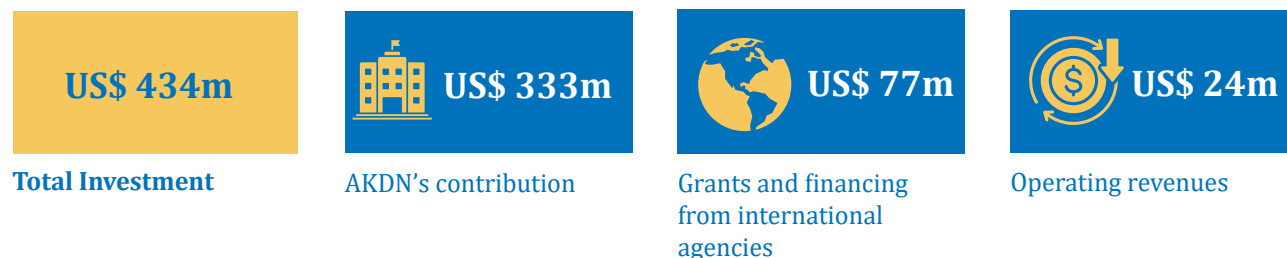 US$ 434m
Total Investment
US$ 333m
AKDN's contribution
US$ 77m
Grants and financing
from international
agencies
$
US$ 24m
Operating revenues